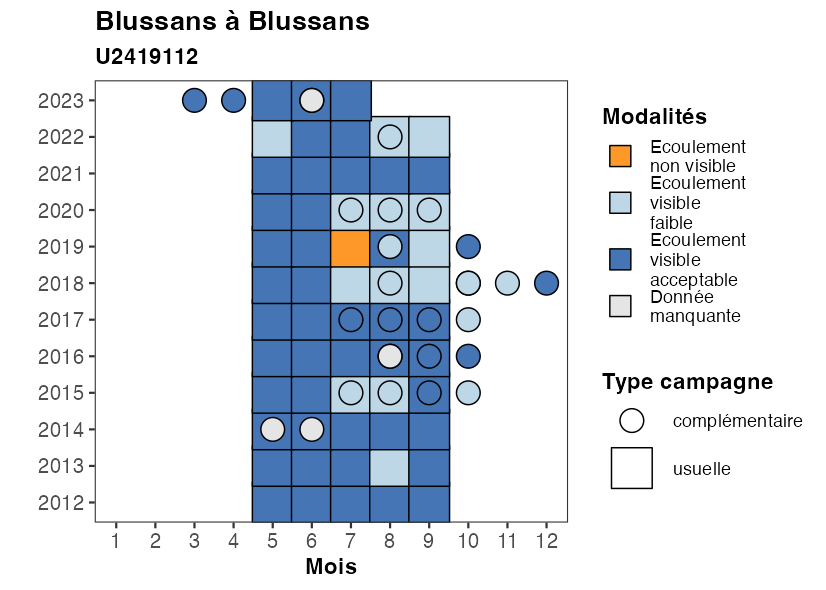 Blussans à Blussans
U2419112
2023
2022
2021
2020
2019
2018
2017
2016
2015
2014
2013
2012
1 2 3 4 5 6 7 8 9 10 11 12
Mois
Modalités
Ecoulement
non visible
Ecoulement
visible
faible
Ecoulement
visible
acceptable
Donnée
manquante
Type campagne
complémentaire
usuelle